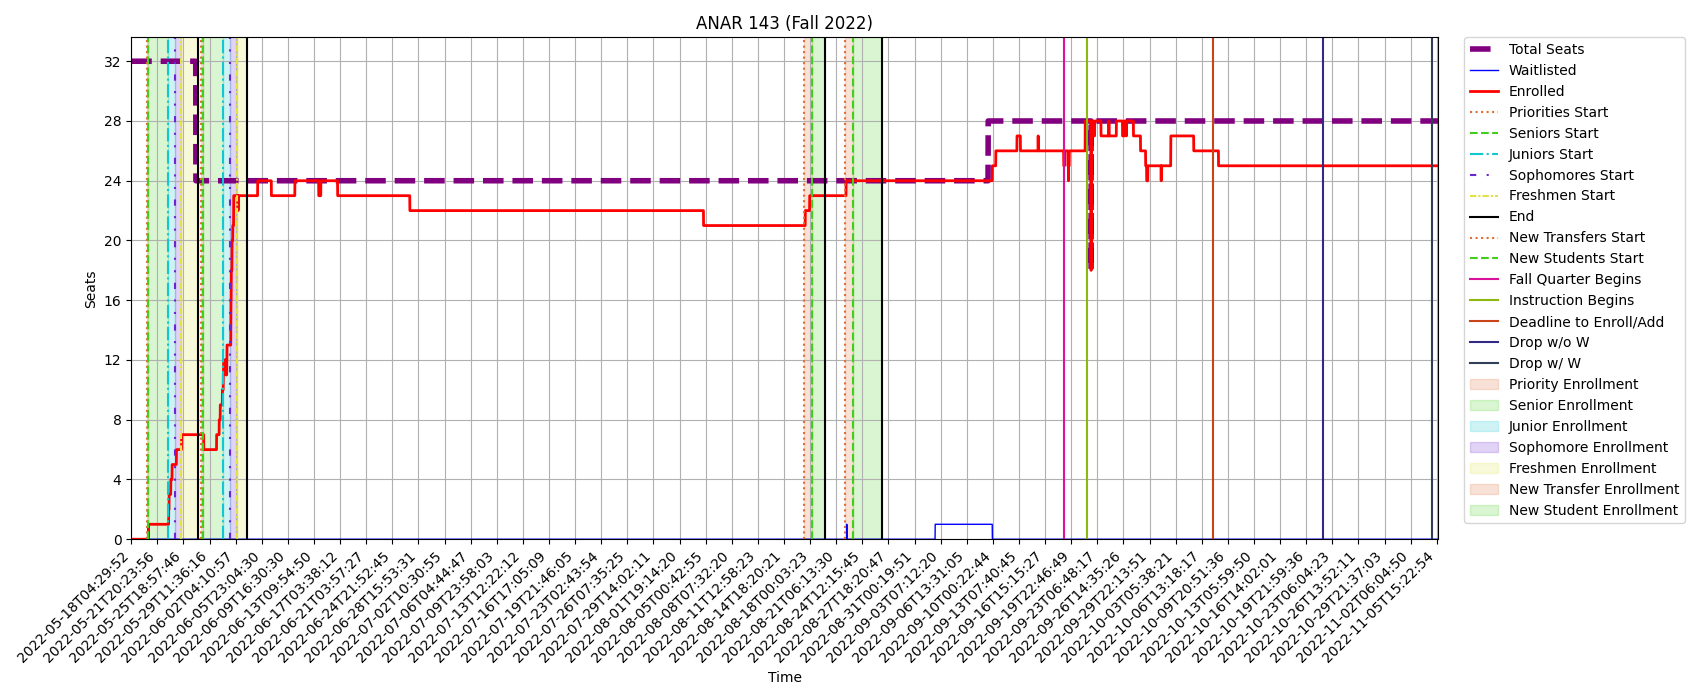 ANAR 143 (Fall 2022)
Seats
32
28
24
20
16
12
8
4
0
2022-05-18T04:29:52
2022-05-21T20:23:56
2022-05-25T18:57:46
2022-05-29T11:36:16
2022-06-02T04:10:57
2022-06-05T23:04:30
2022-06-09T16:30:30
2022-06-13T09:54:50
2022-06-17T03:38:12
2022-06-21T03:57:27
2022-06-24T21:52:45
2022-06-28T15:53:31
2022-07-02T10:30:55
2022-07-06T04:44:47
2022-07-09T23:58:03
2022-07-13T12:22:12
2022-07-16T17:05:09
2022-07-19T21:46:05
2022-07-23T02:43:54
2022-07-26T07:35:25
2022-07-29T14:02:11
2022-08-01T19:14:20
2022-08-05T00:42:55
2022-08-08T07:32:20
2022-08-11T12:58:23
2022-08-14T18:20:21
2022-08-18T00:03:23
2022-08-21T06:13:30
2022-08-24T12:15:45
2022-08-27T18:20:47
2022-08-31T00:19:51
2022-09-03T07:12:20
2022-09-06T13:31:05
2022-09-10T00:22:44
2022-09-13T07:40:45
2022-09-16T15:15:27
2022-09-19T22:46:49
2022-09-23T06:48:17
2022-09-26T14:35:26
2022-09-29T22:13:51
2022-10-03T05:38:21
2022-10-06T13:18:17
2022-10-09T20:51:36
2022-10-13T05:59:50
2022-10-16T14:02:01
2022-10-19T21:59:36
2022-10-23T06:04:23
2022-10-26T13:52:11
2022-10-29T21:37:03
2022-11-02T06:04:50
2022-11-05T15:22:54
Time
Total Seats
Waitlisted
Enrolled
Priorities Start
Seniors Start
Juniors Start
Sophomores Start
Freshmen Start
End
New Transfers Start
New Students Start
Fall Quarter Begins
Instruction Begins
Deadline to Enroll/Add
Drop w/o W
Drop w/ W
Priority Enrollment
Senior Enrollment
Junior Enrollment
Sophomore Enrollment
Freshmen Enrollment
New Transfer Enrollment
New Student Enrollment